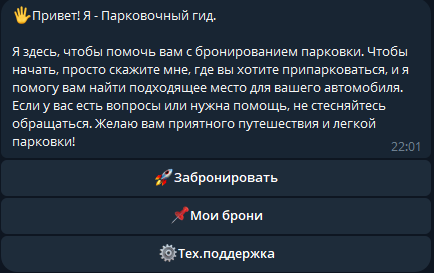 🖐Привет! Я - Парковочный гид.
Я здесь, чтобы помочь вам с бронированием парковки. Чтобы
начать, просто скажите мне, где вы хотите припарковаться, и я
помогу вам найти подходящее место для вашего автомобиля.
Если у вас есть вопросы или нужна помощь, не стесняйтесь
обращаться. Желаю вам приятного путешествия и легкой
парковки!
22:01
🚀Забронировать
📌Мои брони
⚙️Тех.поддержка